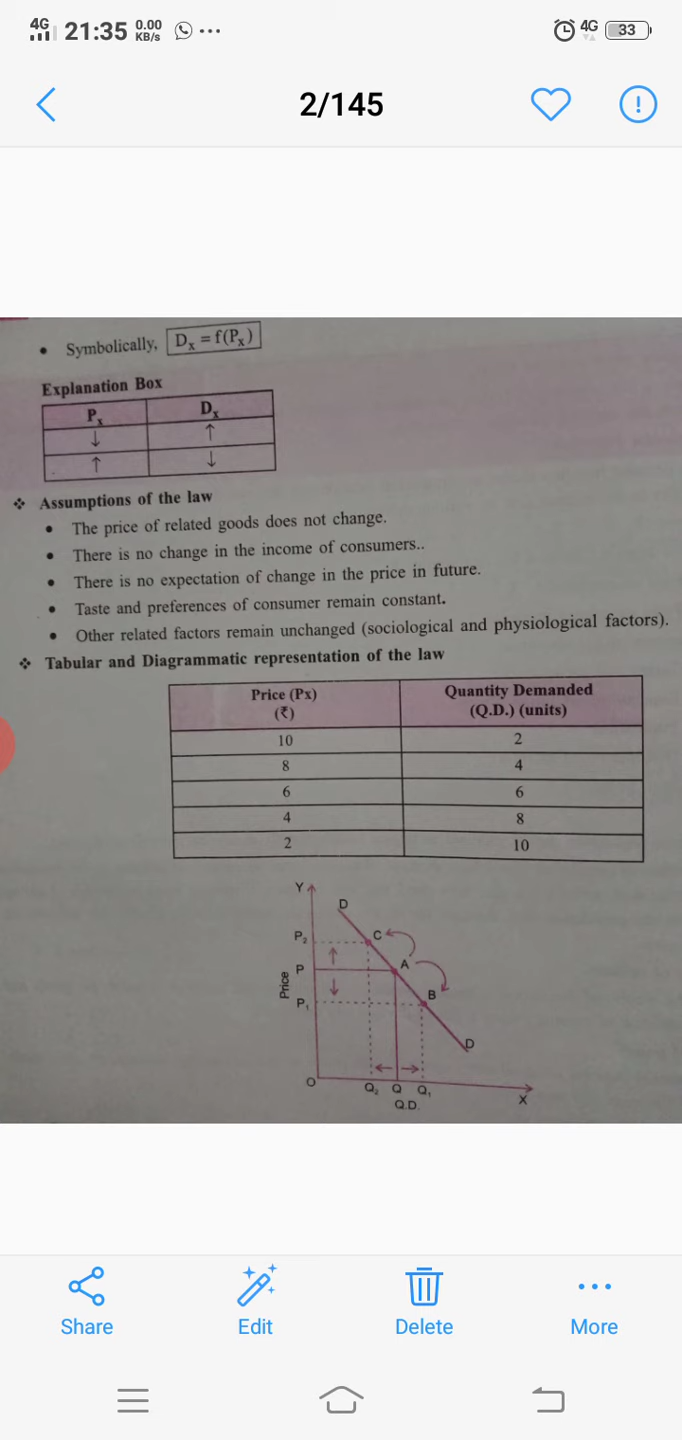 4G 21:35 0.00 KB/s ... 4G 33
2/145
• Symbolically, Dₓ = f(Pₓ)
Explanation Box
Pₓ Dₓ
↓ ↑
↑ ↓
❖ Assumptions of the law
• The price of related goods does not change.
• There is no change in the income of consumers..
• There is no expectation of change in the price in future.
• Taste and preferences of consumer remain constant.
• Other related factors remain unchanged (sociological and physiological factors).
❖ Tabular and Diagrammatic representation of the law
Price (Px) Quantity Demanded
(₹) (Q.D.) (units)
10 2
8 4
6 6
4 8
2 10
Y
D
P₂ C
P A
Price
P₁ B
D
O
Q₂ Q Q₁ X
Q.D.
Share Edit Delete More